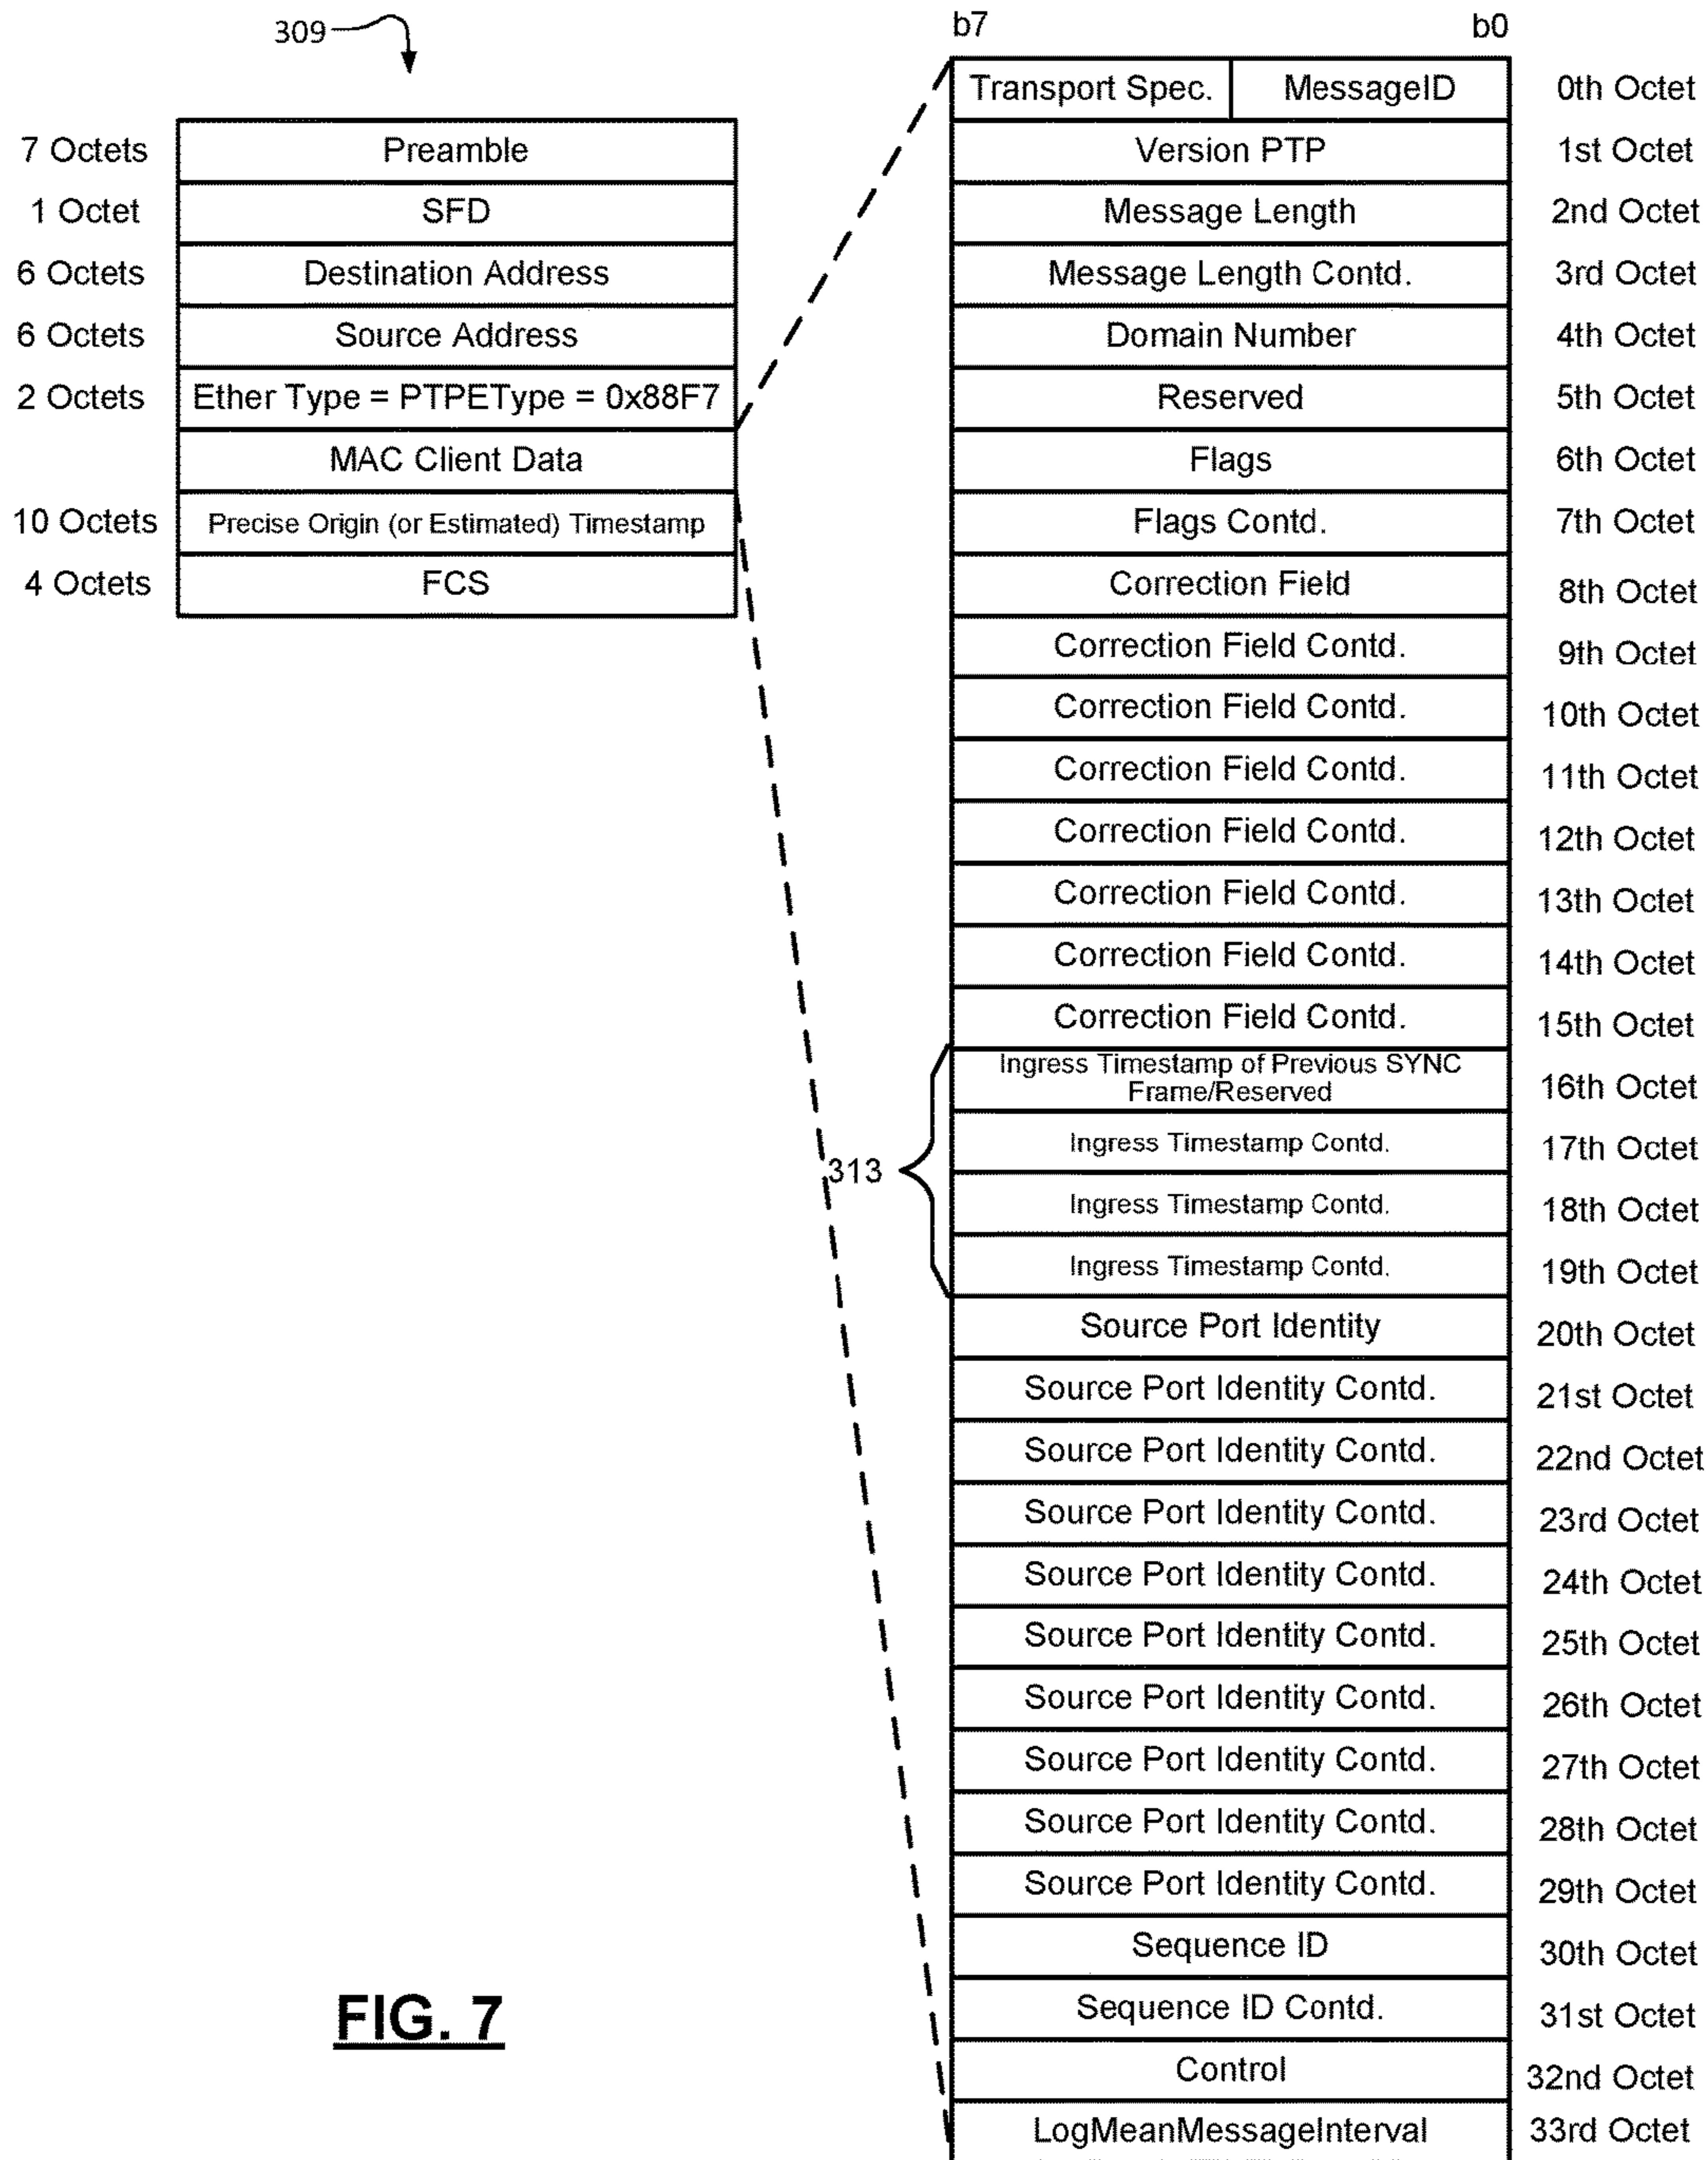 309
7 Octets Preamble
1 Octet SFD
6 Octets Destination Address
6 Octets Source Address
2 Octets Ether Type = PTPEType = 0x88F7
MAC Client Data
10 Octets Precise Origin (or Estimated) Timestamp
4 Octets FCS
b7 b0
Transport Spec. MessageID 0th Octet
Version PTP 1st Octet
Message Length 2nd Octet
Message Length Contd. 3rd Octet
Domain Number 4th Octet
Reserved 5th Octet
Flags 6th Octet
Flags Contd. 7th Octet
Correction Field 8th Octet
Correction Field Contd. 9th Octet
Correction Field Contd. 10th Octet
Correction Field Contd. 11th Octet
Correction Field Contd. 12th Octet
Correction Field Contd. 13th Octet
Correction Field Contd. 14th Octet
Correction Field Contd. 15th Octet
Ingress Timestamp of Previous SYNC
Frame/Reserved 16th Octet
Ingress Timestamp Contd. 17th Octet
313
Ingress Timestamp Contd. 18th Octet
Ingress Timestamp Contd. 19th Octet
Source Port Identity 20th Octet
Source Port Identity Contd. 21st Octet
Source Port Identity Contd. 22nd Octet
Source Port Identity Contd. 23rd Octet
Source Port Identity Contd. 24th Octet
Source Port Identity Contd. 25th Octet
Source Port Identity Contd. 26th Octet
Source Port Identity Contd. 27th Octet
Source Port Identity Contd. 28th Octet
Source Port Identity Contd. 29th Octet
Sequence ID 30th Octet
Sequence ID Contd. 31st Octet
Control 32nd Octet
LogMeanMessageInterval 33rd Octet
FIG. 7